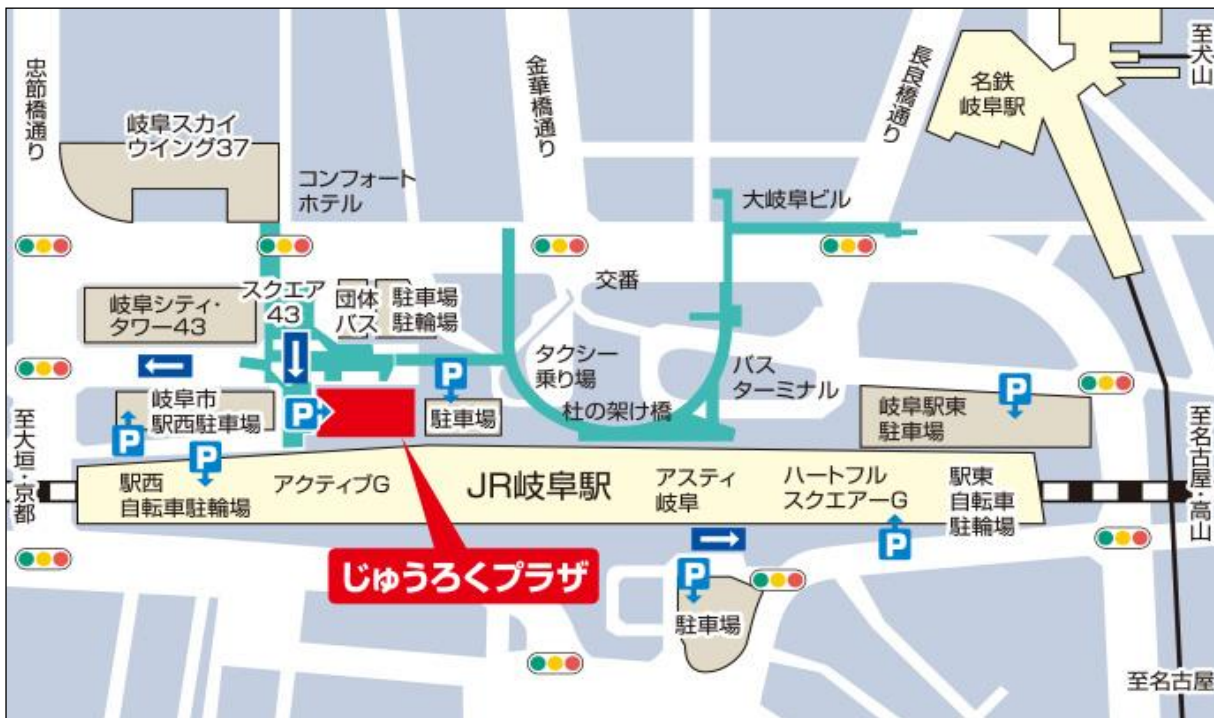 忠節橋通り
金華橋通り
長良橋通り
名鉄
岐阜駅
至犬山
岐阜スカイ
ウイング37
コンフォート
ホテル
大岐阜ビル
交番
岐阜シティ・
タワー43
スクエア
43
団体
バス
駐車場
駐輪場
タクシー
乗り場
バス
ターミナル
杜の架け橋
岐阜市
駅西駐車場
P
P
P
駐車場
P
岐阜駅東
駐車場
至大垣・京都
至名古屋・高山
P
駅西
自転車駐輪場
アクティブG
JR岐阜駅
アスティ
岐阜
ハートフル
スクエアーG
駅東
自転車
駐輪場
P
じゅうろくプラザ
P
P
駐車場
至名古屋